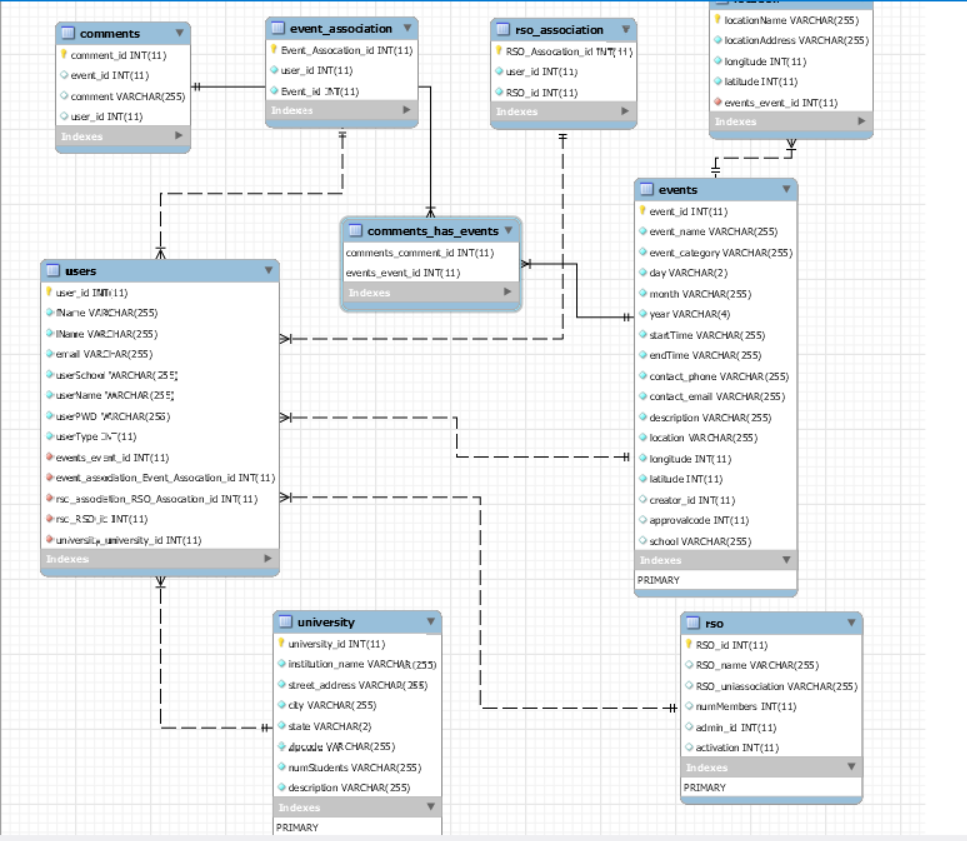 comments
comment_id INT(11)
event_id INT(11)
comment VARCHAR(255)
user_id INT(11)
Indexes
event_association
Event_Assocation_id INT(11)
user_id INT(11)
Event_id INT(11)
Indexes
rso_association
RSO_Assocation_id INT(11)
user_id INT(11)
RSO_id INT(11)
Indexes
locationName VARCHAR(255)
locationAddress VARCHAR(255)
longitude INT(11)
latitude INT(11)
events_event_id INT(11)
Indexes
comments_has_events
comments_comment_id INT(11)
events_event_id INT(11)
Indexes
events
event_id INT(11)
event_name VARCHAR(255)
event_category VARCHAR(255)
day VARCHAR(2)
month VARCHAR(255)
year VARCHAR(4)
startTime VARCHAR(255)
endTime VARCHAR(255)
contact_phone VARCHAR(255)
contact_email VARCHAR(255)
description VARCHAR(255)
location VARCHAR(255)
longitude INT(11)
latitude INT(11)
creator_id INT(11)
approvalcode INT(11)
school VARCHAR(255)
Indexes
PRIMARY
users
user_id INT(11)
fName VARCHAR(255)
lName VARCHAR(255)
email VARCHAR(255)
userSchool VARCHAR(255)
userName VARCHAR(255)
userPWD VARCHAR(256)
userType INT(11)
events_event_id INT(11)
event_association_Event_Assocation_id INT(11)
rso_association_RSO_Assocation_id INT(11)
rso_RSO_id INT(11)
university_university_id INT(11)
Indexes
university
university_id INT(11)
institution_name VARCHAR(255)
street_address VARCHAR(255)
city VARCHAR(255)
state VARCHAR(2)
zipcode VARCHAR(255)
numStudents VARCHAR(255)
description VARCHAR(255)
Indexes
PRIMARY
rso
RSO_id INT(11)
RSO_name VARCHAR(255)
RSO_uniassociation VARCHAR(255)
numMembers INT(11)
admin_id INT(11)
activation INT(11)
Indexes
PRIMARY